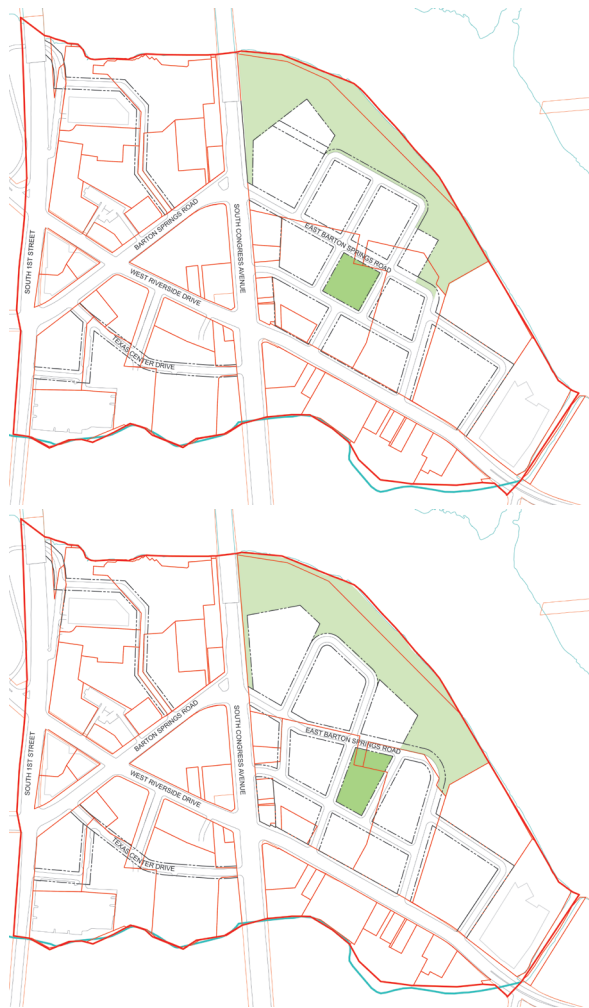 SOUTH 1ST STREET
BARTON SPRINGS ROAD
SOUTH CONGRESS AVENUE
EAST BARTON SPRINGS ROAD
WEST RIVERSIDE DRIVE
TEXAS CENTER DRIVE
SOUTH 1ST STREET
BARTON SPRINGS ROAD
SOUTH CONGRESS AVENUE
EAST BARTON SPRINGS ROAD
WEST RIVERSIDE DRIVE
TEXAS CENTER DRIVE